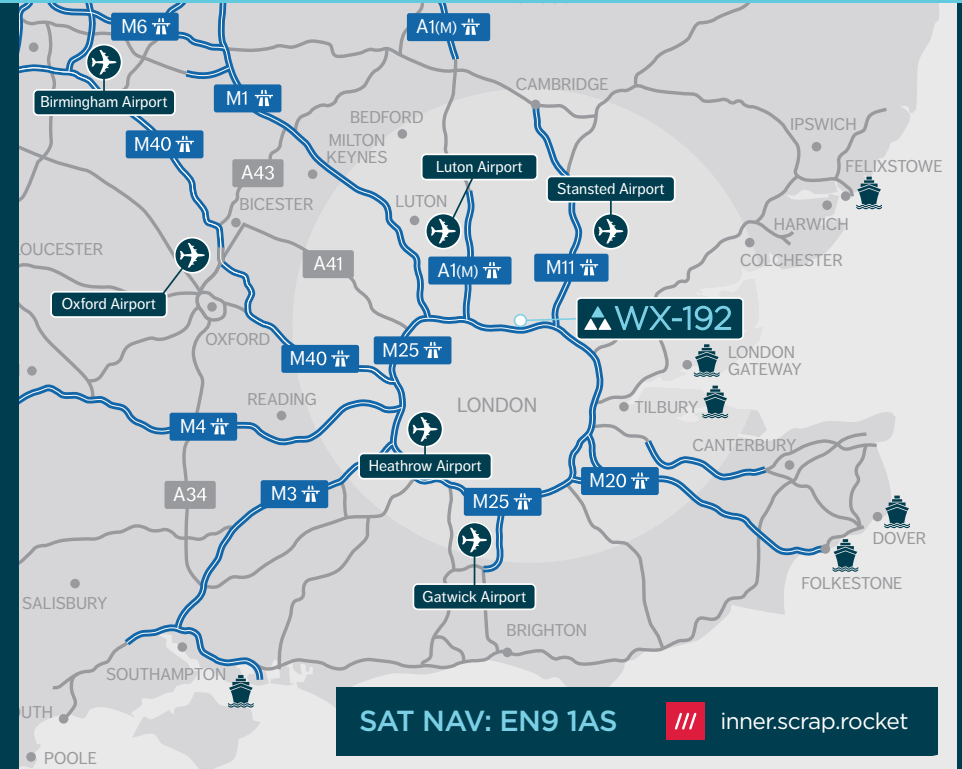 M6
A1(M)
Birmingham Airport
M1
CAMBRIDGE
BEDFORD
IPSWICH
M40
MILTON
KEYNES
Luton Airport
FELIXSTOWE
A43
Stansted Airport
BICESTER
LUTON
HARWICH
OUCESTER
A41
A1(M)
M11
COLCHESTER
Oxford Airport
WX-192
OXFORD
M40
M25
LONDON
GATEWAY
READING
LONDON
TILBURY
M4
CANTERBURY
Heathrow Airport
A34
M3
M25
M20
DOVER
FOLKESTONE
SALISBURY
Gatwick Airport
BRIGHTON
SOUTHAMPTON
UTH
SAT NAV: EN9 1AS
/// inner.scrap.rocket
POOLE